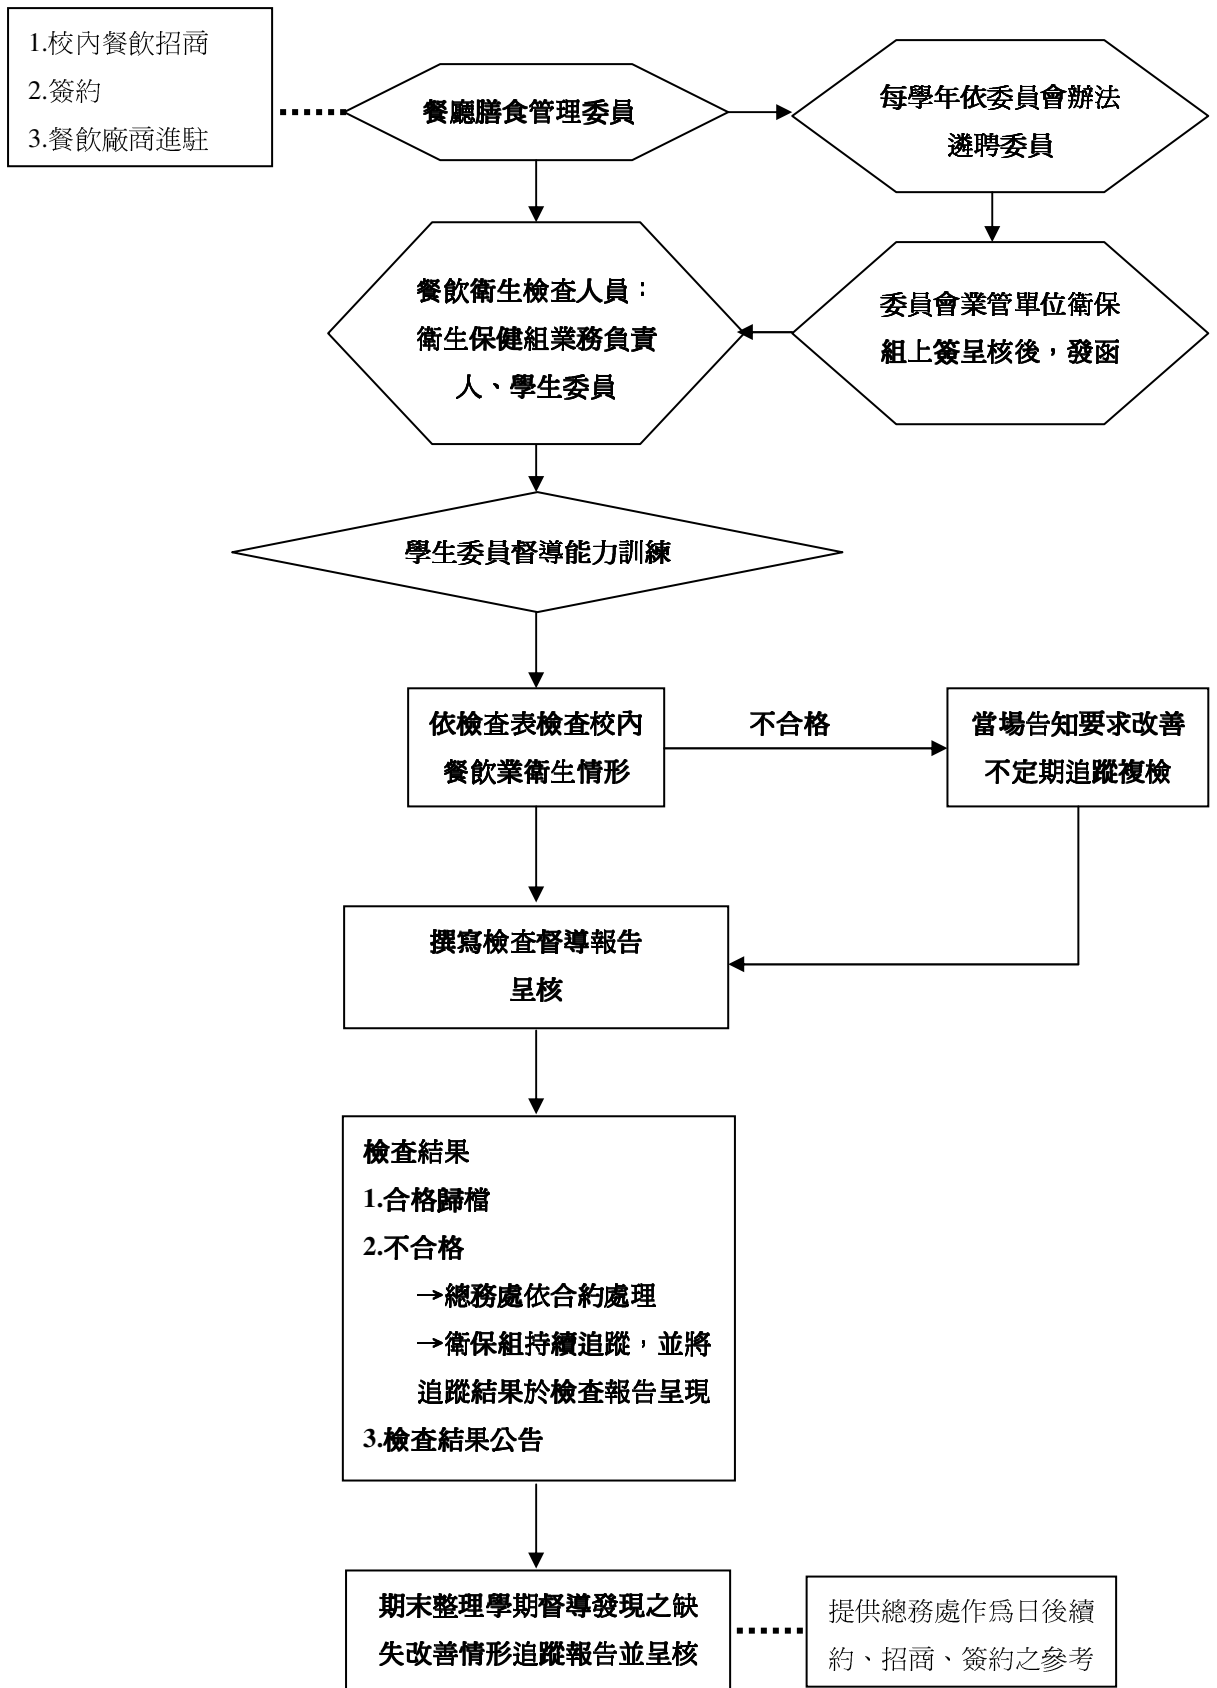 1.校內餐飲招商
2.簽約
3.餐飲廠商進駐
餐廳膳食管理委員
每學年依委員會辦法
遴聘委員
餐飲衛生檢查人員：
衛生保健組業務負責
人、學生委員
委員會業管單位衛保
組上簽呈核後，發函
學生委員督導能力訓練
依檢查表檢查校內
餐飲業衛生情形
不合格
當場告知要求改善
不定期追蹤複檢
撰寫檢查督導報告
呈核
檢查結果
1.合格歸檔
2.不合格
→總務處依合約處理
→衛保組持續追蹤，並將
追蹤結果於檢查報告呈現
3.檢查結果公告
期末整理學期督導發現之缺
失改善情形追蹤報告並呈核
提供總務處作為日後續
約、招商、簽約之參考